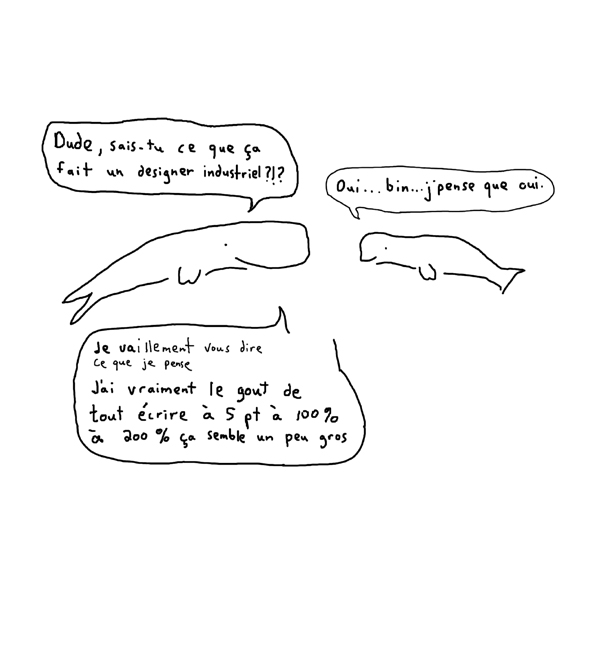 Dude, sais-tu ce que ça
fait un designer industriel?!?
Oui... bin...j'pense que oui.
Je vaillement vous dire
ce que je pense
J'ai vraiment le gout de
tout écrire à 5 pt à 100%
à 200% ça semble un peu gros